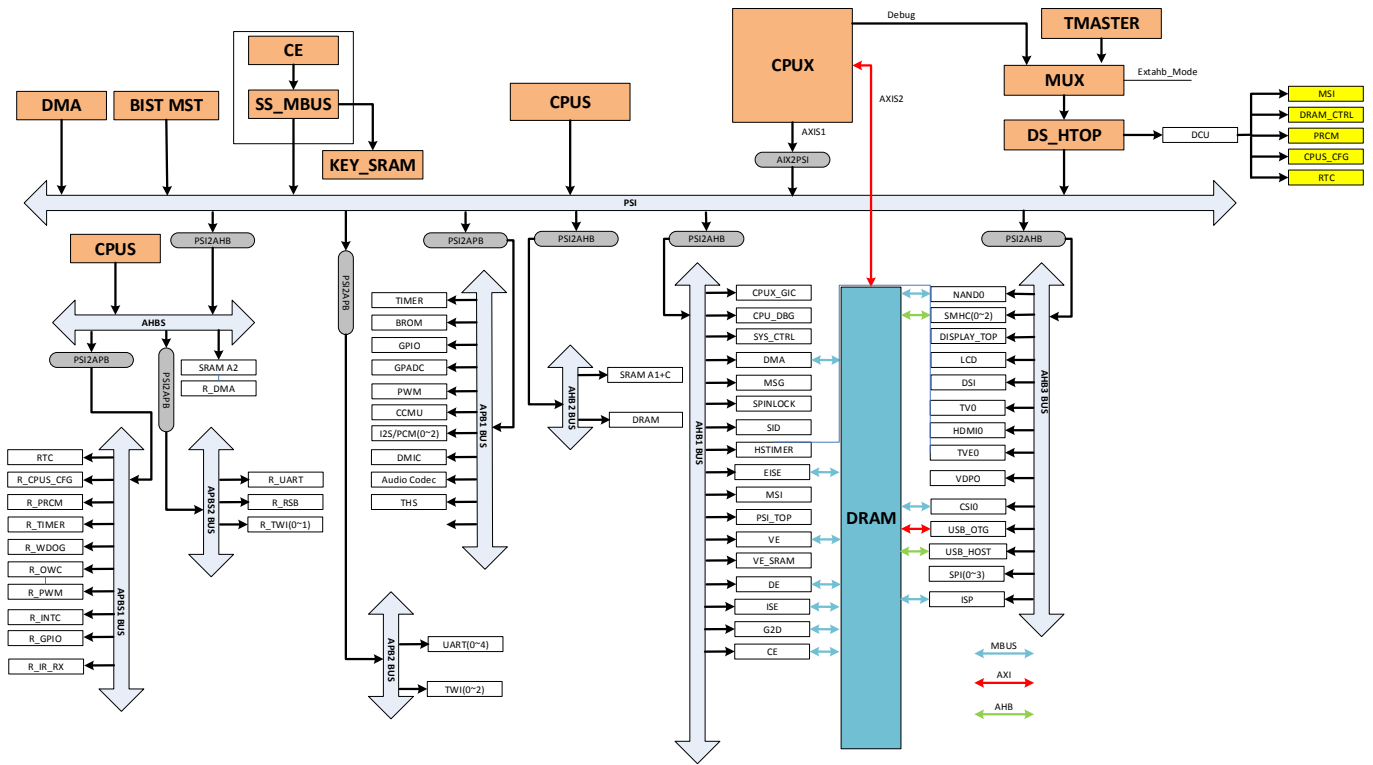 Debug
TMASTER
CE
CPUX
MUX
Extahb_Mode
DMA
BIST MST
SS_MBUS
CPUS
AXIS2
MSI
DRAM_CTRL
AXIS1
DS_HTOP
DCU
PRCM
KEY_SRAM
AIX2PSI
CPUS_CFG
RTC
PSI
CPUS
PSI2AHB
PSI2APB
PSI2APB
PSI2AHB
PSI2AHB
PSI2AHB
AHBS
PSI2APB
PSI2APB
SRAM A2
R_DMA
RTC
R_CPUS_CFG
R_PRCM
R_TIMER
R_WDOG
R_OWC
R_PWM
R_INTC
R_GPIO
R_IR_RX
APBS1 BUS
APBS2 BUS
R_UART
R_RSB
R_TWI(0~1)
TIMER
BROM
GPIO
GPADC
PWM
CCMU
I2S/PCM(0~2)
DMIC
Audio Codec
THS
APB1 BUS
APB2 BUS
UART(0~4)
TWI(0~2)
AHB2 BUS
SRAM A1+C
DRAM
AHB1 BUS
CPUX_GIC
CPU_DBG
SYS_CTRL
DMA
MSG
SPINLOCK
SID
HSTIMER
EISE
MSI
PSI_TOP
VE
VE_SRAM
DE
ISE
G2D
CE
DRAM
NAND0
SMHC(0~2)
DISPLAY_TOP
LCD
DSI
TV0
HDMI0
TVE0
VDPO
CSI0
USB_OTG
USB_HOST
SPI(0~3)
ISP
AHB3 BUS
MBUS
AXI
AHB